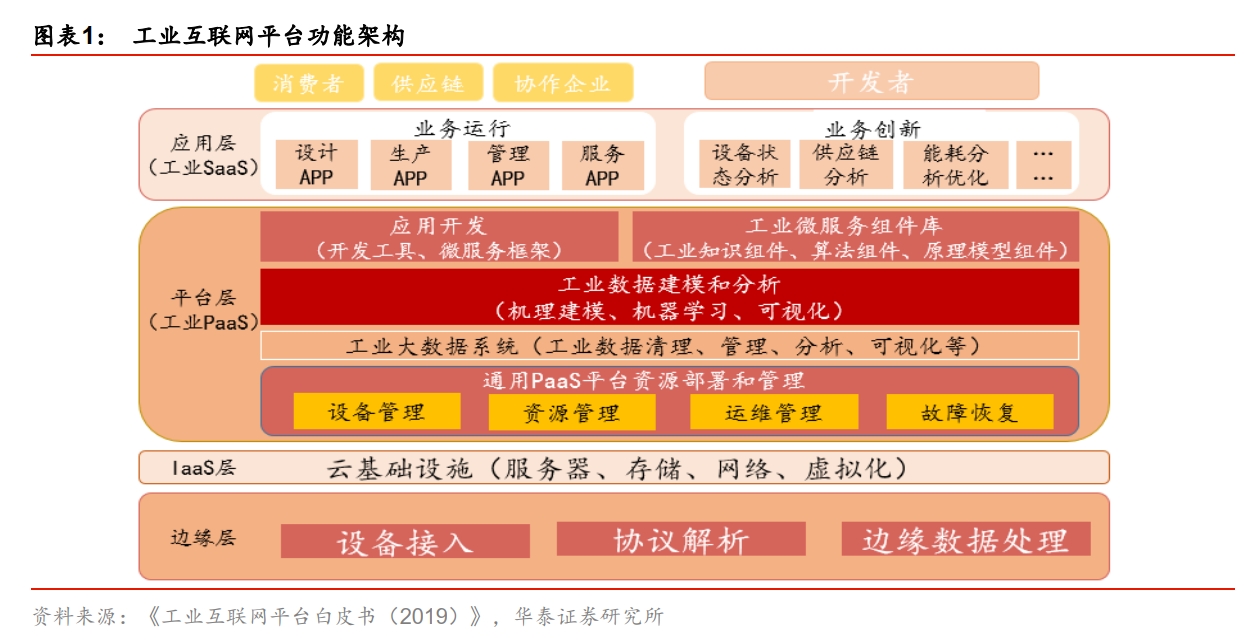 图表1： 工业互联网平台功能架构
消费者 供应链 协作企业 开发者
应用层
（工业SaaS）
业务运行
设计
APP
生产
APP
管理
APP
服务
APP
业务创新
设备状
态分析
供应链
分析
能耗分
析优化
…
…
平台层
（工业PaaS）
应用开发
（开发工具、微服务框架）
工业微服务组件库
（工业知识组件、算法组件、原理模型组件）
工业数据建模和分析
（机理建模、机器学习、可视化）
工业大数据系统（工业数据清理、管理、分析、可视化等）
通用PaaS平台资源部署和管理
设备管理 资源管理 运维管理 故障恢复
IaaS层
云基础设施（服务器、存储、网络、虚拟化）
边缘层
设备接入 协议解析 边缘数据处理
资料来源：《工业互联网平台白皮书（2019）》，华泰证券研究所